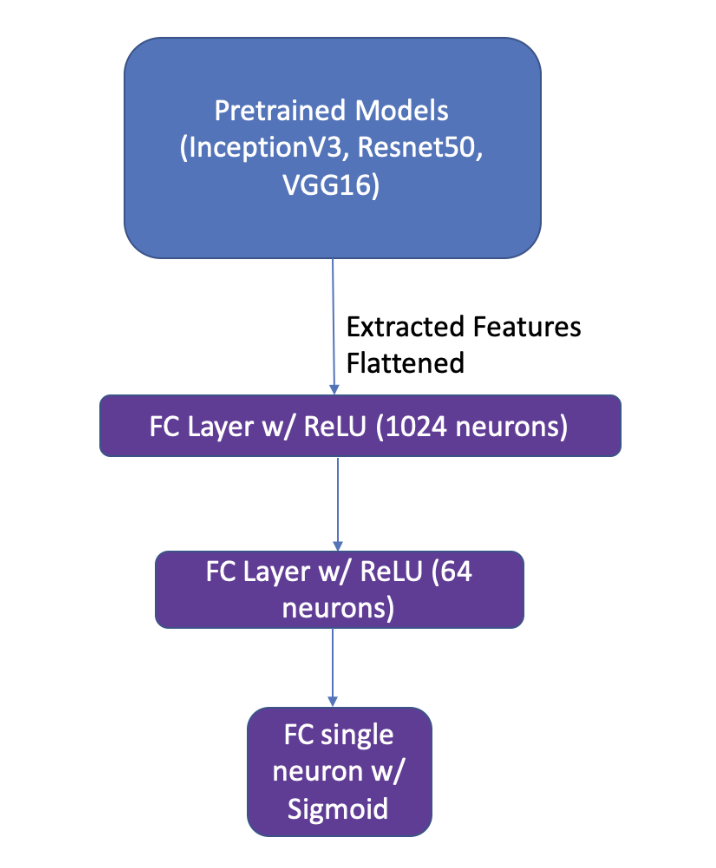 Pretrained Models
(InceptionV3, Resnet50,
VGG16)
Extracted Features
Flattened
FC Layer w/ ReLU (1024 neurons)
FC Layer w/ ReLU (64
neurons)
FC single
neuron w/
Sigmoid